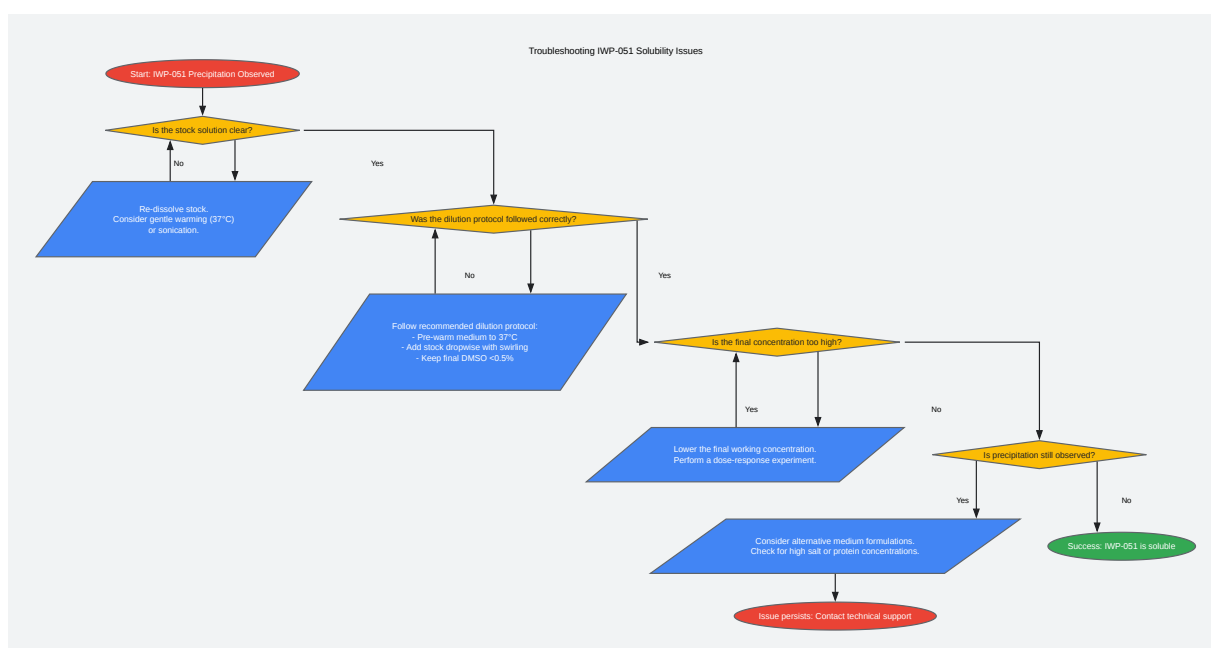 Troubleshooting IWP-051 Solubility Issues
Start: IWP-051 Precipitation Observed
Is the stock solution clear?
No
Yes
Re-dissolve stock.
Consider gentle warming (37°C)
or sonication.
Was the dilution protocol followed correctly?
No
Yes
Follow recommended dilution protocol:
- Pre-warm medium to 37°C
- Add stock dropwise with swirling
- Keep final DMSO <0.5%
Is the final concentration too high?
Yes
No
Lower the final working concentration.
Perform a dose-response experiment.
Is precipitation still observed?
Yes
No
Consider alternative medium formulations.
Check for high salt or protein concentrations.
Success: IWP-051 is soluble
Issue persists: Contact technical support